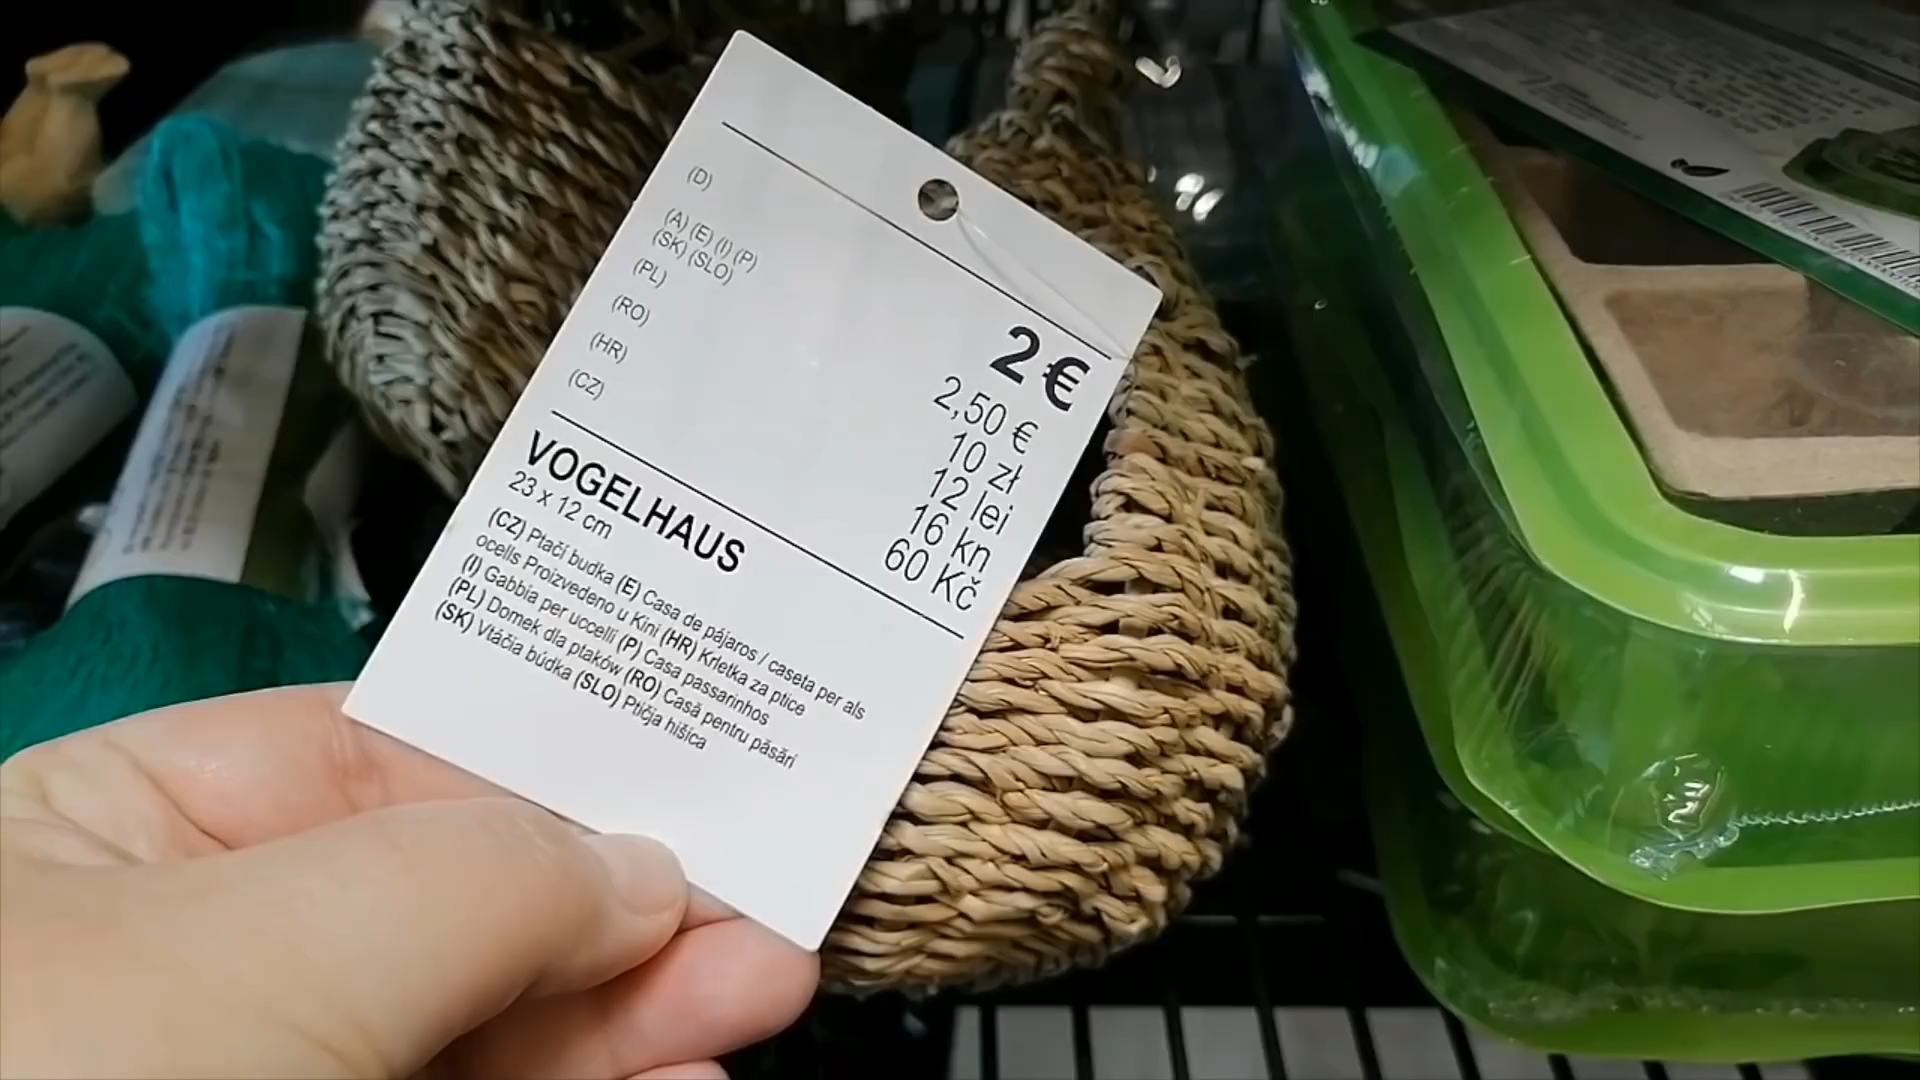 (D) 2 €
(A) (E) (I) (P)
(SK) (SLO) 2,50 €
(PL) 10 zł
(RO) 12 lei
(HR) 16 kn
(CZ) 60 Kč
VOGELHAUS
23 x 12 cm
(CZ) Ptačí budka (E) Casa de pájaros / caseta per als
ocells Proizvedeno u Kini (HR) Krletka za ptice
(I) Gabbia per uccelli (P) Casa passarinhos
(PL) Domek dla ptaków (RO) Casă pentru păsări
(SK) Vtáčia búdka (SLO) Ptičja hišica